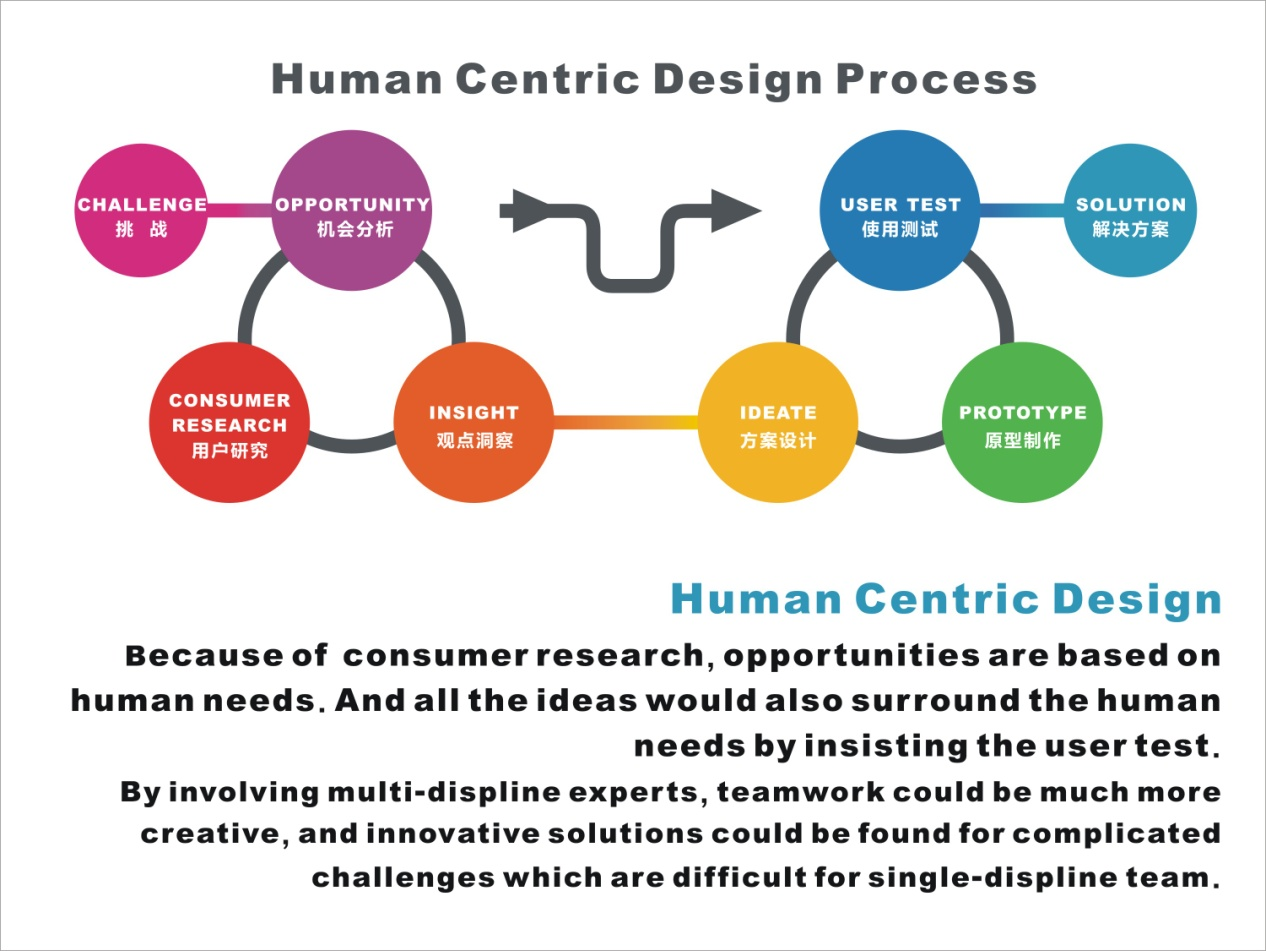 Human Centric Design Process
CHALLENGE
挑 战
OPPORTUNITY
机会分析
USER TEST
使用测试
SOLUTION
解决方案
CONSUMER
RESEARCH
用户研究
INSIGHT
观点洞察
IDEATE
方案设计
PROTOTYPE
原型制作
Human Centric Design
Because of consumer research, opportunities are based on
human needs. And all the ideas would also surround the human
needs by insisting the user test.
By involving multi-displine experts, teamwork could be much more
creative, and innovative solutions could be found for complicated
challenges which are difficult for single-displine team.